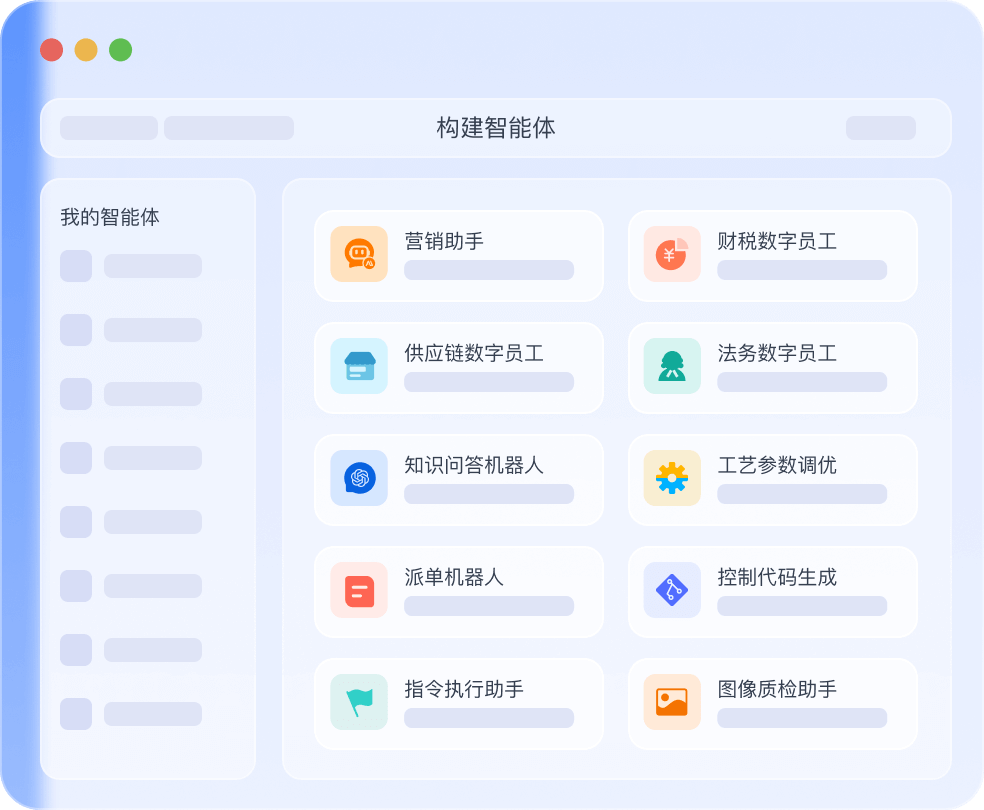 构建智能体
我的智能体
营销助手
财税数字员工
供应链数字员工
法务数字员工
知识问答机器人
工艺参数调优
派单机器人
控制代码生成
指令执行助手
图像质检助手